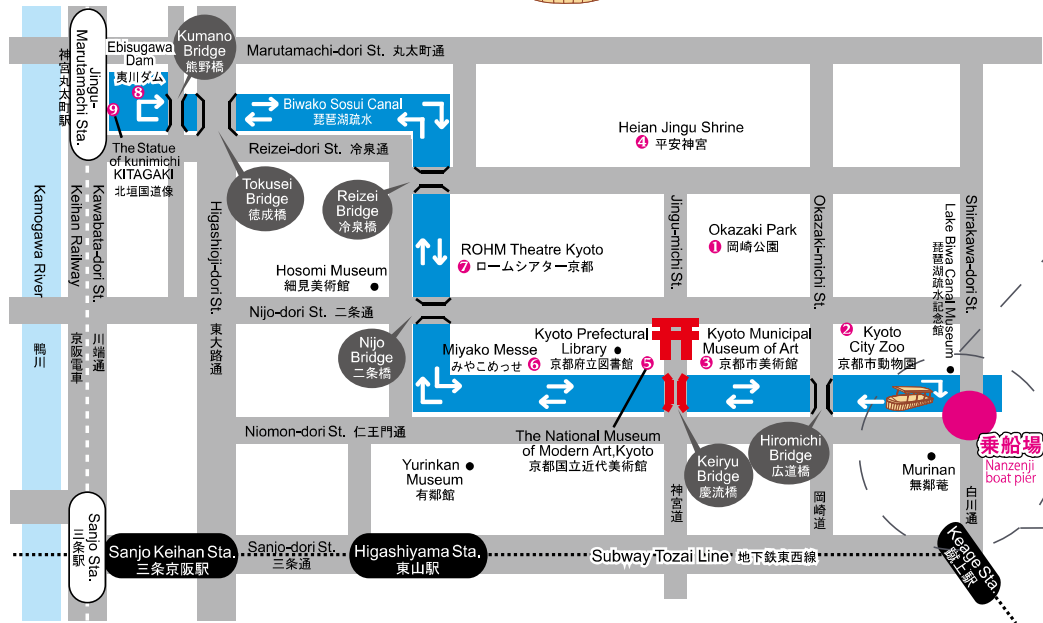 Kumano
Bridge
熊野橋
Ebisugawa
Dam
夷川ダム
8
9
Marutamachi-dori St. 丸太町通
Jingu-
Marutamachi Sta.
神宮丸太町駅
Biwako Sosui Canal
琵琶湖疏水
The Statue
of kunimichi
KITAGAKI
北垣国道像
Reizei-dori St. 冷泉通
Heian Jingu Shrine
4 平安神宮
Tokusei
Bridge
徳成橋
Reizei
Bridge
冷泉橋
Kamogawa River
鴨川
Keihan Railway
京阪電車
Kawabata-dori St.
川端通
Higashioji-dori St. 東大路通
Jingu-michi St.
神宮道
Okazaki-michi St.
岡崎道
Lake Biwa Canal Museum
琵琶湖疏水記念館
Shirakawa-dori St.
白川通
Okazaki Park
1 岡崎公園
ROHM Theatre Kyoto
7 ロームシアター京都
Hosomi Museum
細見美術館
Nijo-dori St. 二条通
Nijo
Bridge
二条橋
Miyako Messe
みやこめっせ 6
Kyoto Prefectural
Library
京都府立図書館 5
Kyoto Municipal
Museum of Art
3 京都市美術館
2 Kyoto
City Zoo
京都市動物園
Niomon-dori St. 仁王門通
The National Museum
of Modern Art,Kyoto
京都国立近代美術館
Keiryu
Bridge
慶流橋
Hiromichi
Bridge
広道橋
乗船場
Nanzenji
boat pier
Yurinkan
Museum
有鄰館
Murinan
無鄰菴
Sanjo Sta.
三条駅
Sanjo Keihan Sta.
三条京阪駅
Sanjo-dori St.
三条通
Higashiyama Sta.
東山駅
Subway Tozai Line 地下鉄東西線
Keage Sta.
蹴上駅